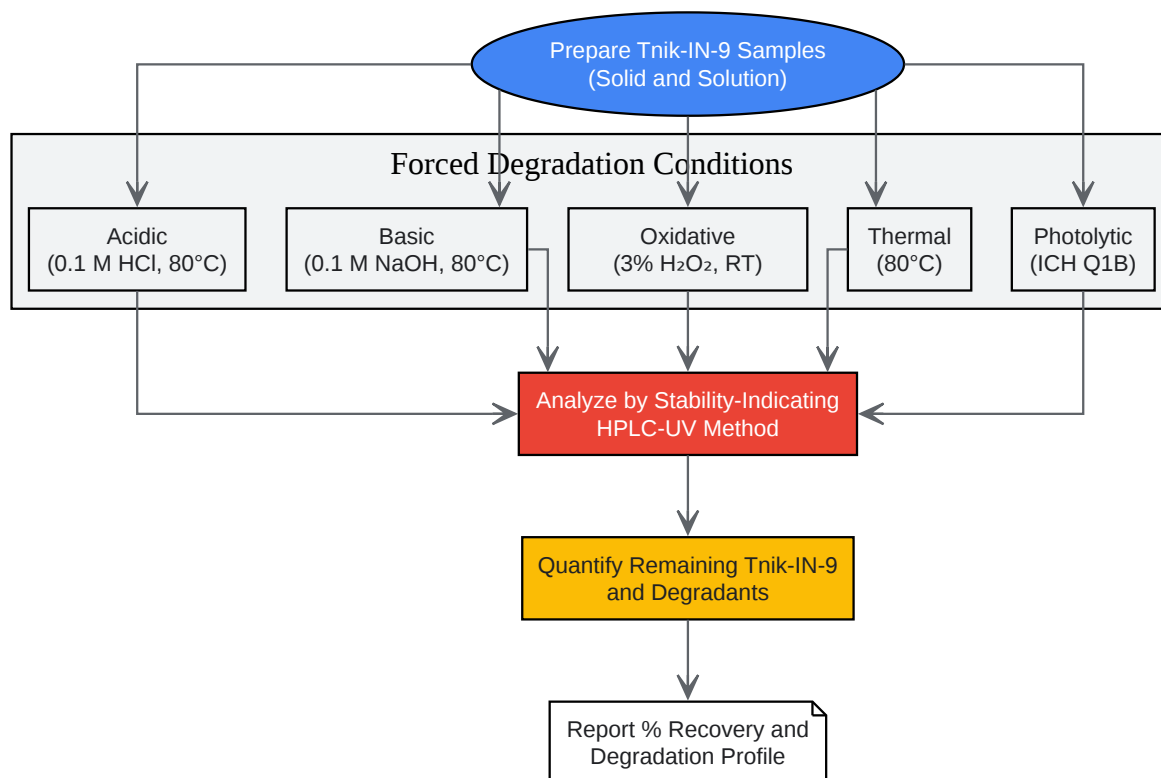 Prepare Tnik-IN-9 Samples
(Solid and Solution)
Forced Degradation Conditions
Acidic
(0.1 M HCl, 80°C)
Basic
(0.1 M NaOH, 80°C)
Oxidative
(3% H₂O₂, RT)
Thermal
(80°C)
Photolytic
(ICH Q1B)
Analyze by Stability-Indicating
HPLC-UV Method
Quantify Remaining Tnik-IN-9
and Degradants
Report % Recovery and
Degradation Profile